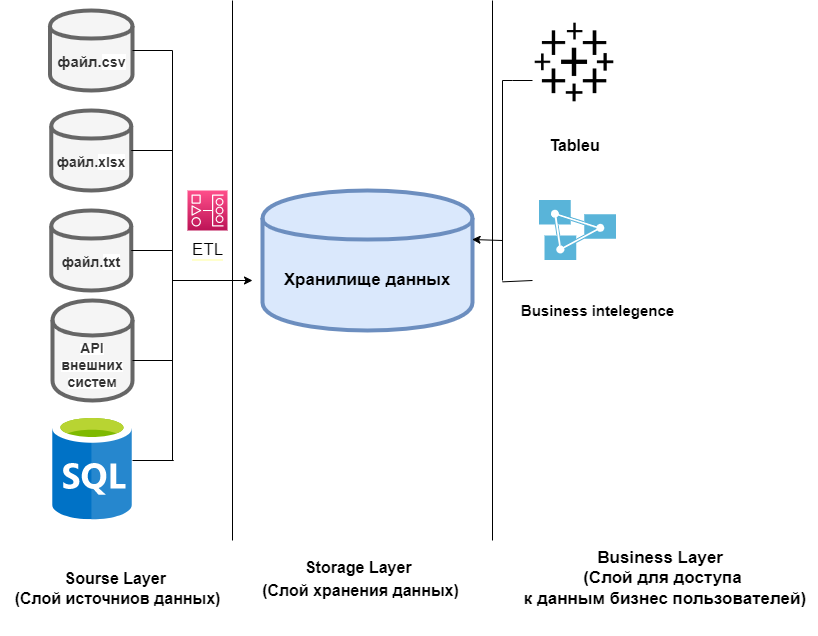 файл.csv
файл.xlsx
файл.txt
API
внешних
систем
SQL
ETL
Хранилище данных
Tableu
Business intelegence
Sourse Layer
(Слой источниов данных)
Storage Layer
(Слой хранения данных)
Business Layer
(Слой для доступа
к данным бизнес пользователей)